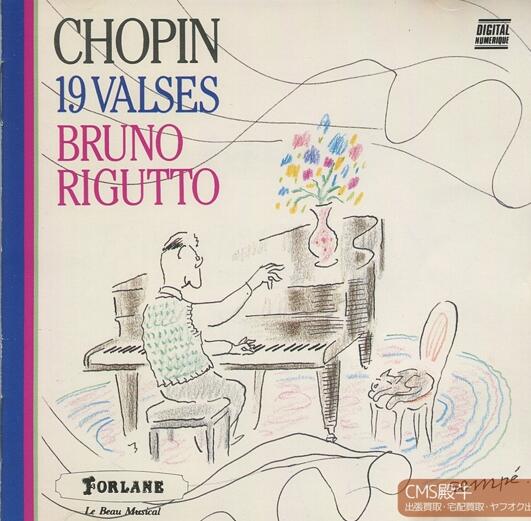 CHOPIN
19 VALSES
BRUNO
RIGUTTO
DIGITAL
NUMERIQUE
FORLANE
Le Beau Musical
CMS殿牛
出張買取・宅配買取・ヤフオク出